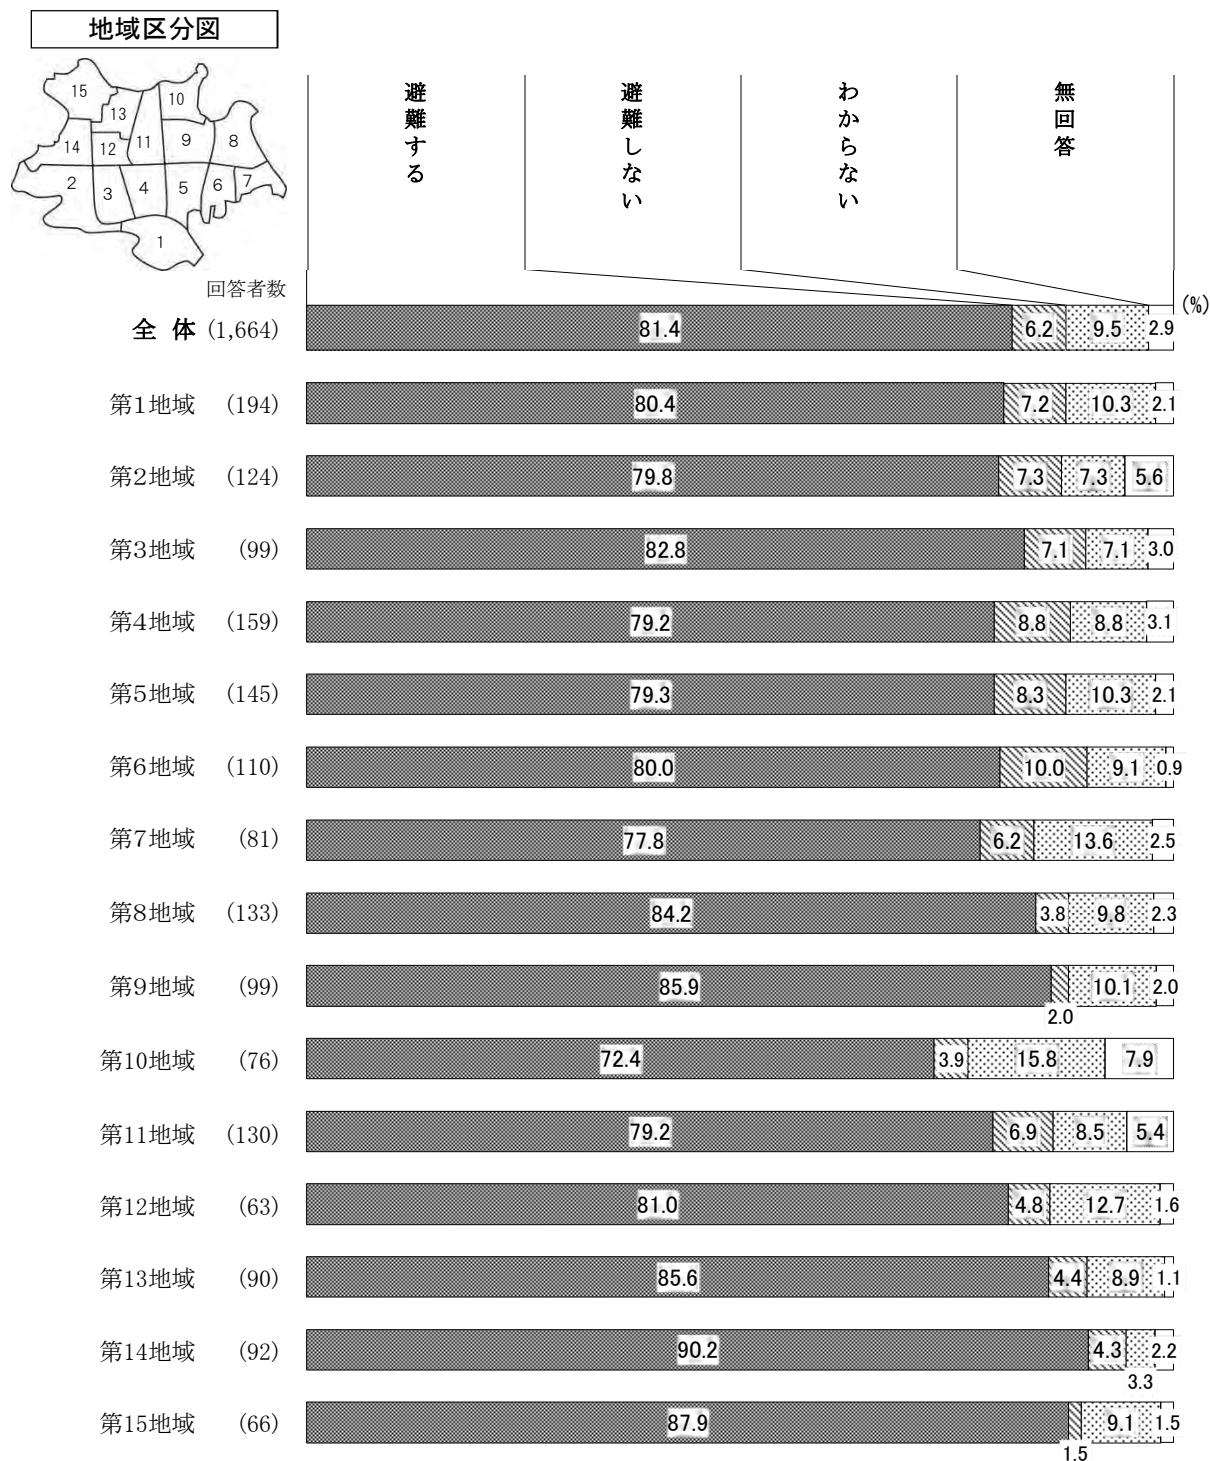 地域区分図
15
10
13
11
9
8
14
12
2
3
4
5
6
7
1
避難する
避難しない
わからない
無回答
回答者数
(%)
全 体 (1,664) 81.4 6.2 9.5 2.9
第1地域 (194) 80.4 7.2 10.3 2.1
第2地域 (124) 79.8 7.3 7.3 5.6
第3地域 (99) 82.8 7.1 7.1 3.0
第4地域 (159) 79.2 8.8 8.8 3.1
第5地域 (145) 79.3 8.3 10.3 2.1
第6地域 (110) 80.0 10.0 9.1 0.9
第7地域 (81) 77.8 6.2 13.6 2.5
第8地域 (133) 84.2 3.8 9.8 2.3
第9地域 (99) 85.9 2.0 10.1 2.0
第10地域 (76) 72.4 3.9 15.8 7.9
第11地域 (130) 79.2 6.9 8.5 5.4
第12地域 (63) 81.0 4.8 12.7 1.6
第13地域 (90) 85.6 4.4 8.9 1.1
第14地域 (92) 90.2 4.3 3.3 2.2
第15地域 (66) 87.9 1.5 9.1 1.5